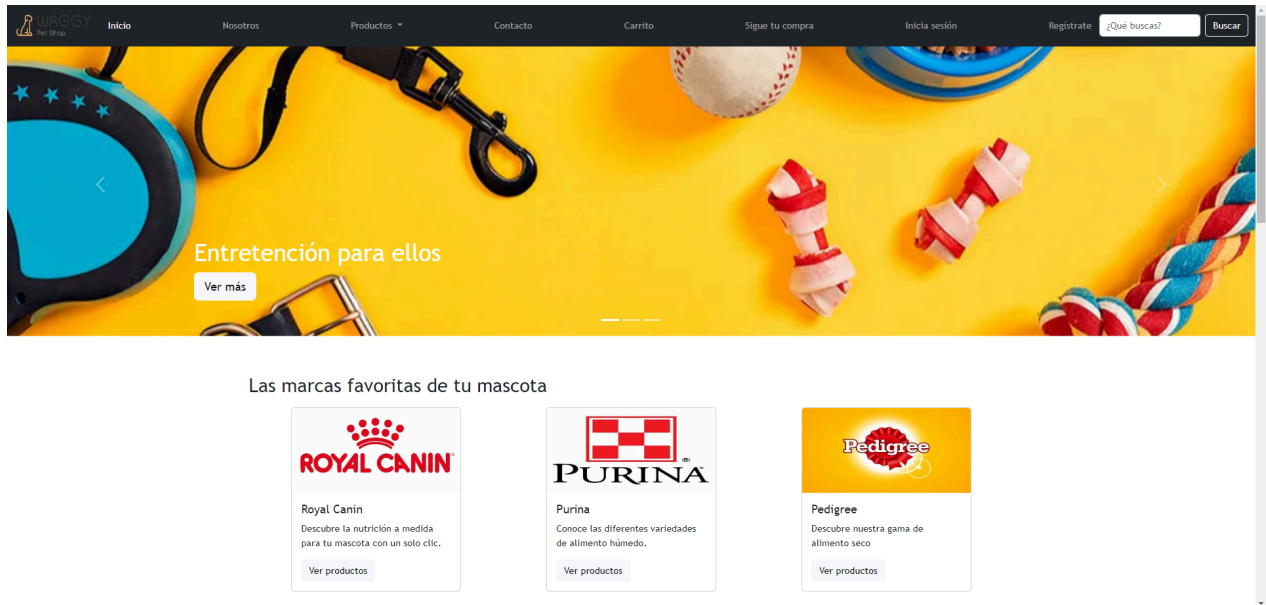 WAGGY
Pet Shop
Inicio
Nosotros
Productos
Contacto
Carrito
Sigue tu compra
Inicia sesión
Regístrate
¿Qué buscas?
Buscar
Entretención para ellos
Ver más
Las marcas favoritas de tu mascota
ROYAL CANIN
Royal Canin
Descubre la nutrición a medida
para tu mascota con un solo clic.
Ver productos
PURINA
Purina
Conoce las diferentes variedades
de alimento húmedo.
Ver productos
Pedigree
Pedigree
Descubre nuestra gama de
alimento seco
Ver productos